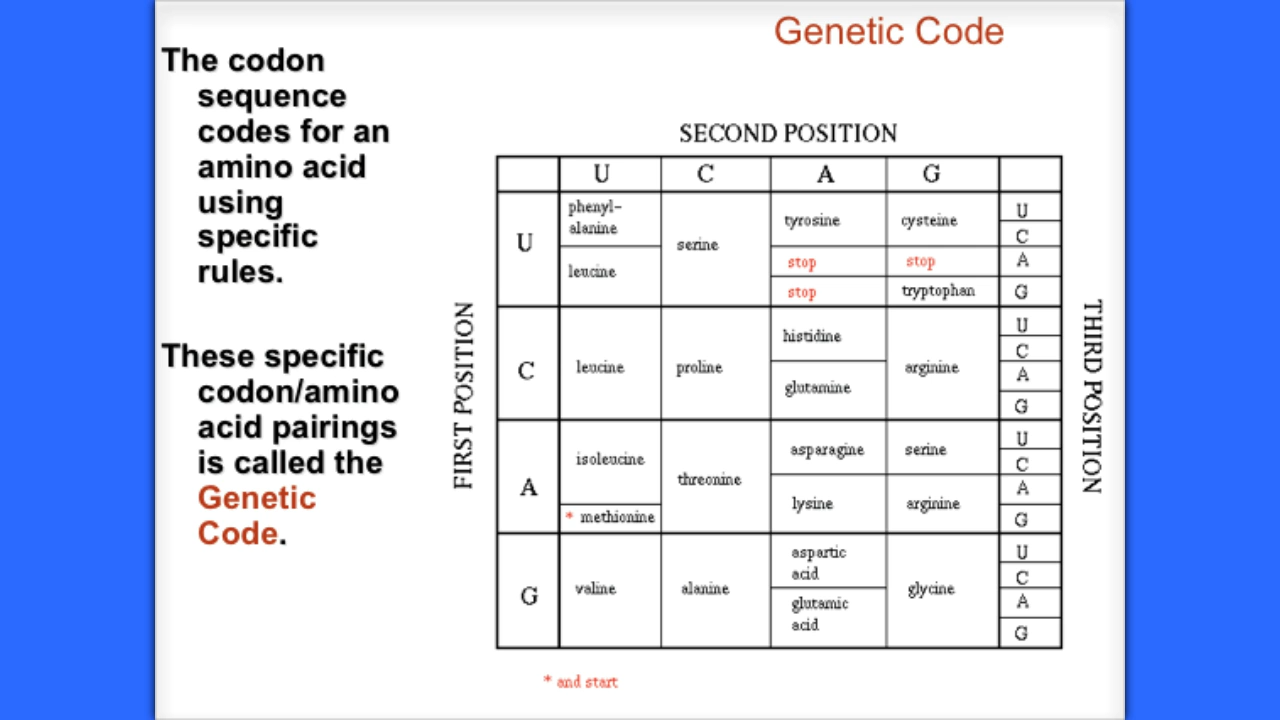 Genetic Code
The codon
sequence
codes for an
amino acid
using
specific
rules.
These specific
codon/amino
acid pairings
is called the
Genetic
Code.
SECOND POSITION
FIRST POSITION
THIRD POSITION
U C A G
U
phenyl-
alanine
leucine
serine
tyrosine
stop
stop
cysteine
stop
tryptophan
U
C
A
G
C
leucine
proline
histidine
glutamine
arginine
U
C
A
G
A
isoleucine
* methionine
threonine
asparagine
lysine
serine
arginine
U
C
A
G
G
valine
alanine
aspartic
acid
glutamic
acid
glycine
U
C
A
G
* and start